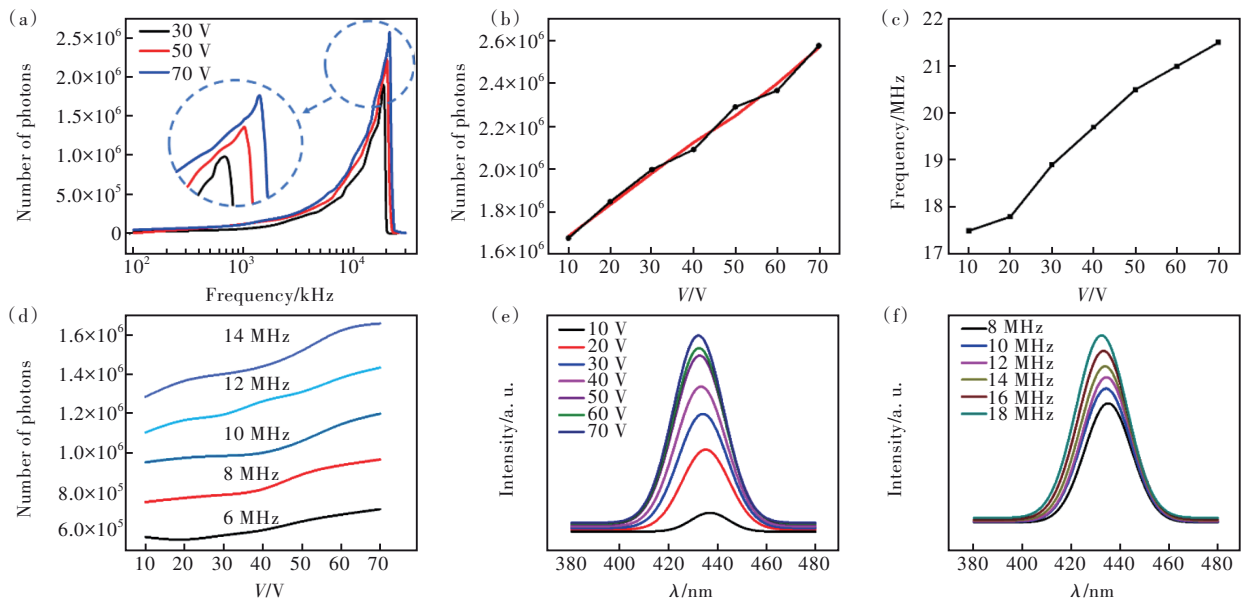 (a)
Number of photons
2.5×10⁶
2.0×10⁶
1.5×10⁶
1.0×10⁶
5.0×10⁵
0
30 V
50 V
70 V
10² 10³ 10⁴
Frequency/kHz
(b)
Number of photons
2.6×10⁶
2.4×10⁶
2.2×10⁶
2.0×10⁶
1.8×10⁶
1.6×10⁶
10 20 30 40 50 60 70
V/V
(c)
Frequency/MHz
22
21
20
19
18
17
10 20 30 40 50 60 70
V/V
(d)
Number of photons
1.6×10⁶
1.4×10⁶
1.2×10⁶
1.0×10⁶
8.0×10⁵
6.0×10⁵
14 MHz
12 MHz
10 MHz
8 MHz
6 MHz
10 20 30 40 50 60 70
V/V
(e)
Intensity/a. u.
10 V
20 V
30 V
40 V
50 V
60 V
70 V
380 400 420 440 460 480
λ/nm
(f)
Intensity/a. u.
8 MHz
10 MHz
12 MHz
14 MHz
16 MHz
18 MHz
380 400 420 440 460 480
λ/nm